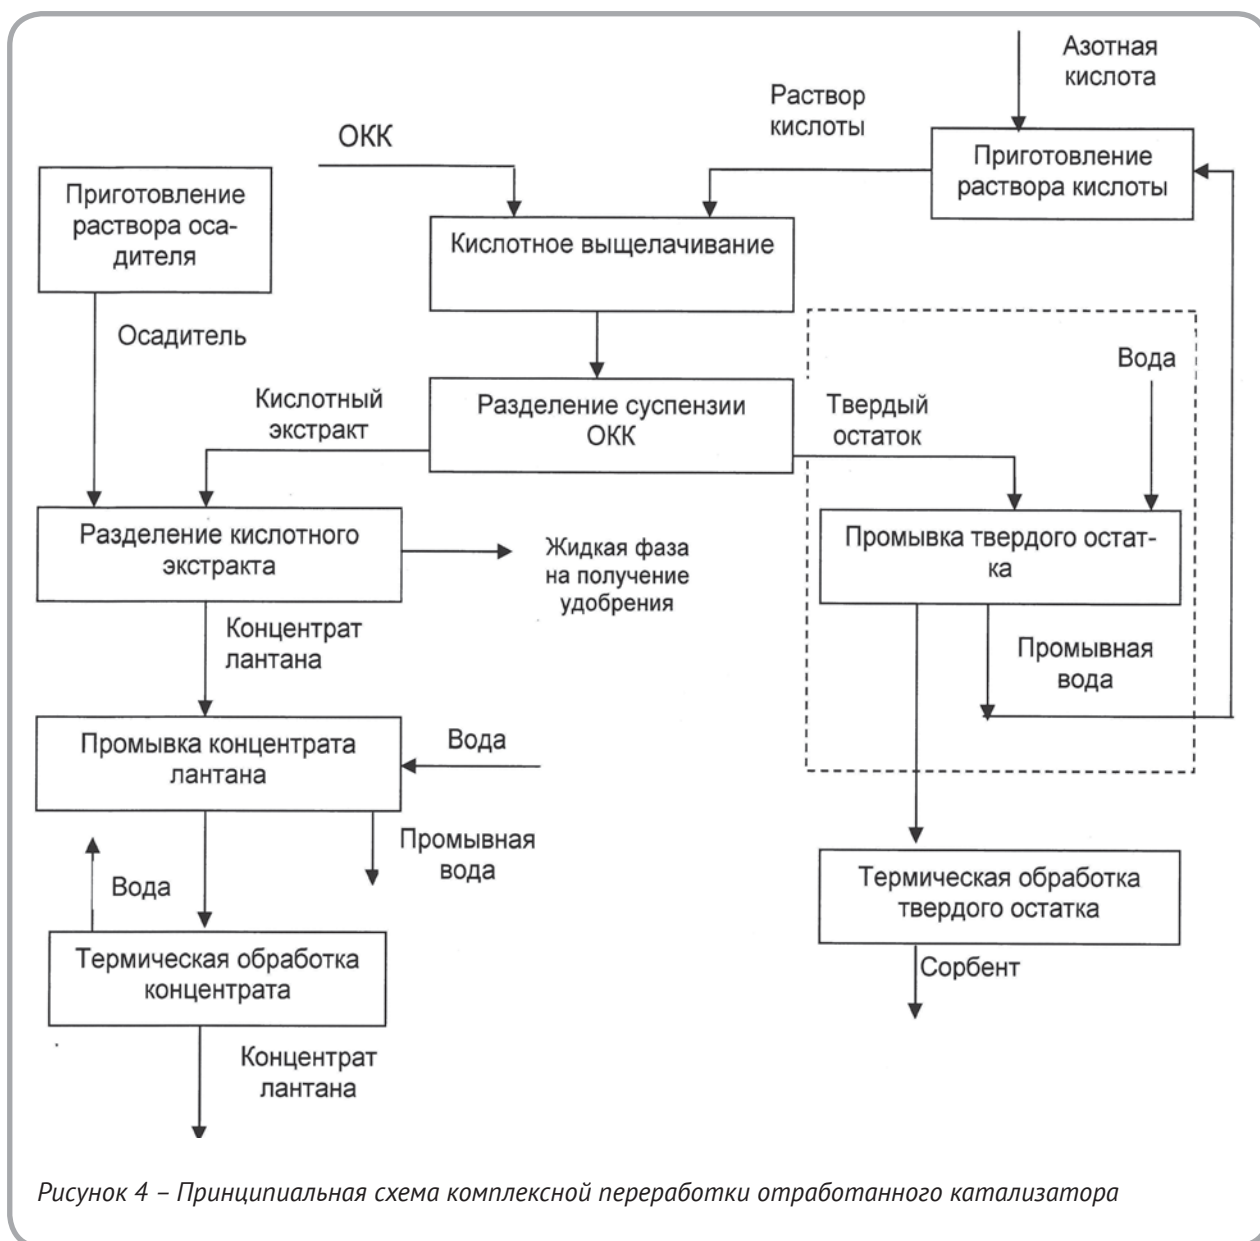 Азотная
кислота
Раствор
кислоты
ОКК
Приготовление
раствора кислоты
Приготовление
раствора оса-
дителя
Кислотное выщелачивание
Осадитель
Вода
Кислотный
экстракт
Разделение суспензии
ОКК
Твердый
остаток
Разделение кислотного
экстракта
Жидкая фаза
на получение
удобрения
Промывка твердого остат-
ка
Концентрат
лантана
Промывная
вода
Промывка концентрата
лантана
Вода
Промывная
вода
Вода
Термическая обработка
твердого остатка
Термическая обработка
концентрата
Сорбент
Концентрат
лантана
Рисунок 4 – Принципиальная схема комплексной переработки отработанного катализатора